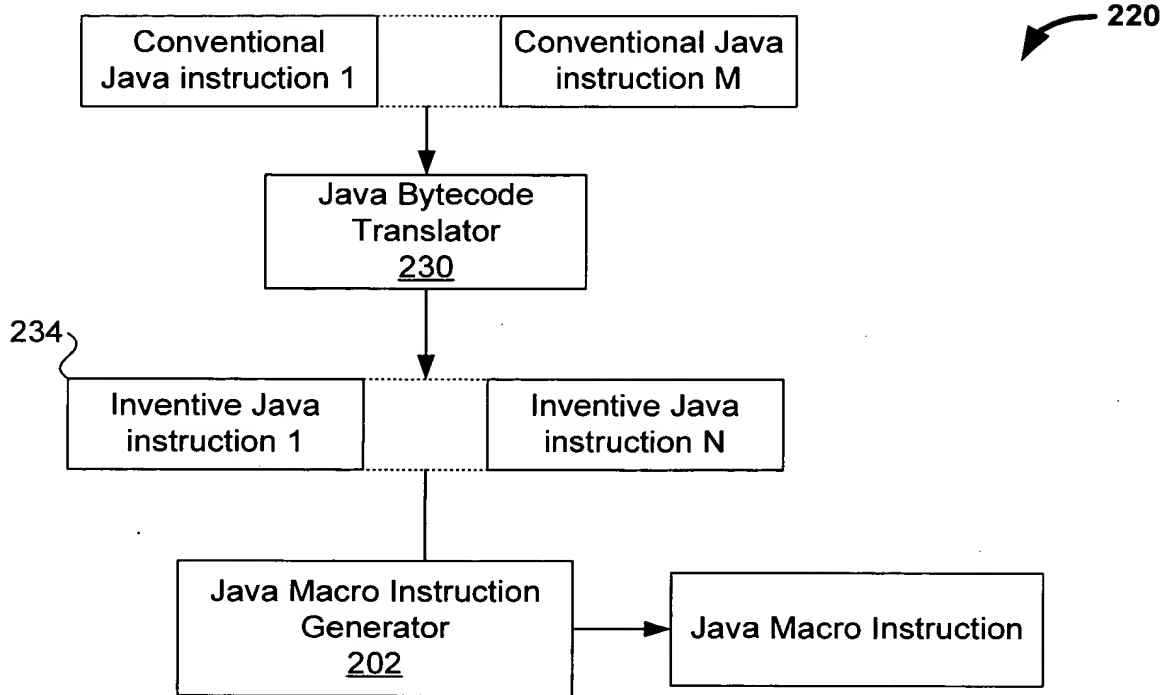 220
Conventional
Java instruction 1
Conventional Java
instruction M
Java Bytecode
Translator
230
234
Inventive Java
instruction 1
Inventive Java
instruction N
Java Macro Instruction
Generator
202
Java Macro Instruction